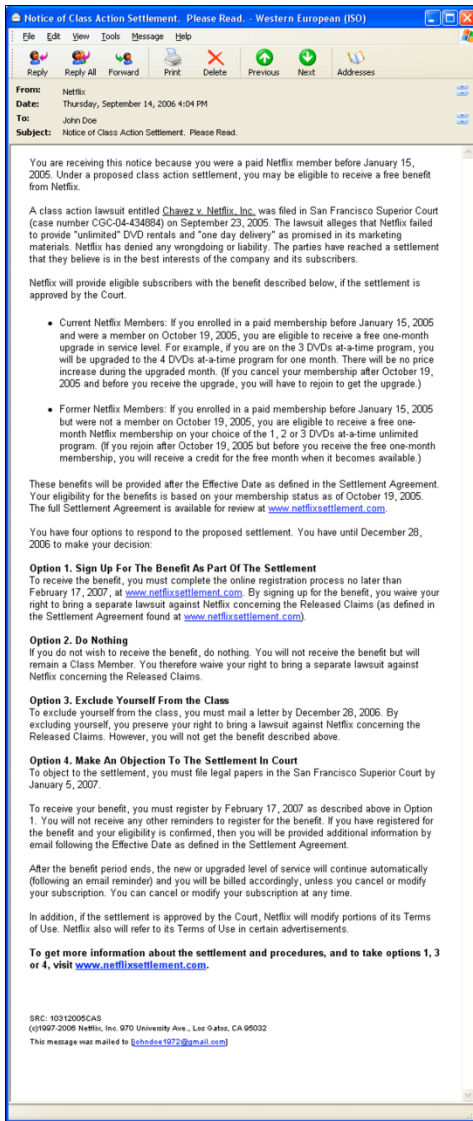 Notice of Class Action Settlement.  Please Read. - Western European (ISO)
File Edit View Tools Message Help
Reply Reply All Forward Print Delete Previous Next Addresses
From: Netflix
Date: Thursday, September 14, 2006 4:04 PM
To: John Doe
Subject: Notice of Class Action Settlement.  Please Read.
You are receiving this notice because you were a paid Netflix member before January 15,
2005. Under a proposed class action settlement, you may be eligible to receive a free benefit
from Netflix.
A class action lawsuit entitled Chavez v. Netflix, Inc. was filed in San Francisco Superior Court
(case number CGC-04-434884) on September 23, 2005. The lawsuit alleges that Netflix failed
to provide "unlimited" DVD rentals and "one day delivery" as promised in its marketing
materials. Netflix has denied any wrongdoing or liability. The parties have reached a settlement
that they believe is in the best interests of the company and its subscribers.
Netflix will provide eligible subscribers with the benefit described below, if the settlement is
approved by the Court.
• Current Netflix Members: If you enrolled in a paid membership before January 15, 2005
and were a member on October 19, 2005, you are eligible to receive a free one-month
upgrade in service level. For example, if you are on the 3 DVDs at-a-time program, you
will be upgraded to the 4 DVDs at-a-time program for one month. There will be no price
increase during the upgraded month. (If you cancel your membership after October 19,
2005 and before you receive the upgrade, you will have to rejoin to get the upgrade.)
• Former Netflix Members: If you enrolled in a paid membership before January 15, 2005
but were not a member on October 19, 2005, you are eligible to receive a free one-
month Netflix membership on your choice of the 1, 2 or 3 DVDs at-a-time unlimited
program. (If you rejoin after October 19, 2005 but before you receive the free one-month
membership, you will receive a credit for the free month when it becomes available.)
These benefits will be provided after the Effective Date as defined in the Settlement Agreement.
Your eligibility for the benefits is based on your membership status as of October 19, 2005.
The full Settlement Agreement is available for review at www.netflixsettlement.com.
You have four options to respond to the proposed settlement. You have until December 28,
2006 to make your decision:
Option 1. Sign Up For The Benefit As Part Of The Settlement
To receive the benefit, you must complete the online registration process no later than
February 17, 2007, at www.netflixsettlement.com. By signing up for the benefit, you waive your
right to bring a separate lawsuit against Netflix concerning the Released Claims (as defined in
the Settlement Agreement found at www.netflixsettlement.com).
Option 2. Do Nothing
If you do not wish to receive the benefit, do nothing. You will not receive the benefit but will
remain a Class Member. You therefore waive your right to bring a separate lawsuit against
Netflix concerning the Released Claims.
Option 3. Exclude Yourself From the Class
To exclude yourself from the class, you must mail a letter by December 28, 2006. By
excluding yourself, you preserve your right to bring a lawsuit against Netflix concerning the
Released Claims. However, you will not get the benefit described above.
Option 4. Make An Objection To The Settlement In Court
To object to the settlement, you must file legal papers in the San Francisco Superior Court by
January 5, 2007.
To receive your benefit, you must register by February 17, 2007 as described above in Option
1. You will not receive any other reminders to register for the benefit. If you have registered for
the benefit and your eligibility is confirmed, then you will be provided additional information by
email following the Effective Date as defined in the Settlement Agreement.
After the benefit period ends, the new or upgraded level of service will continue automatically
(following an email reminder) and you will be billed accordingly, unless you cancel or modify
your subscription. You can cancel or modify your subscription at any time.
In addition, if the settlement is approved by the Court, Netflix will modify portions of its Terms
of Use. Netflix also will refer to its Terms of Use in certain advertisements.
To get more information about the settlement and procedures, and to take options 1, 3
or 4, visit www.netflixsettlement.com.
SRC: 10312005CAS
(c)1997-2006 Netflix, Inc. 970 University Ave., Los Gatos, CA 95032
This message was mailed to [johndoe1972@gmail.com]